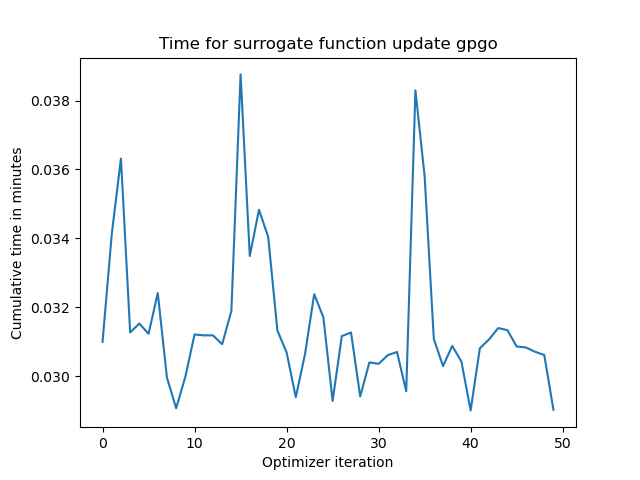 Time for surrogate function update gpgo
Cumulative time in minutes
0.038
0.036
0.034
0.032
0.030
0 10 20 30 40 50
Optimizer iteration